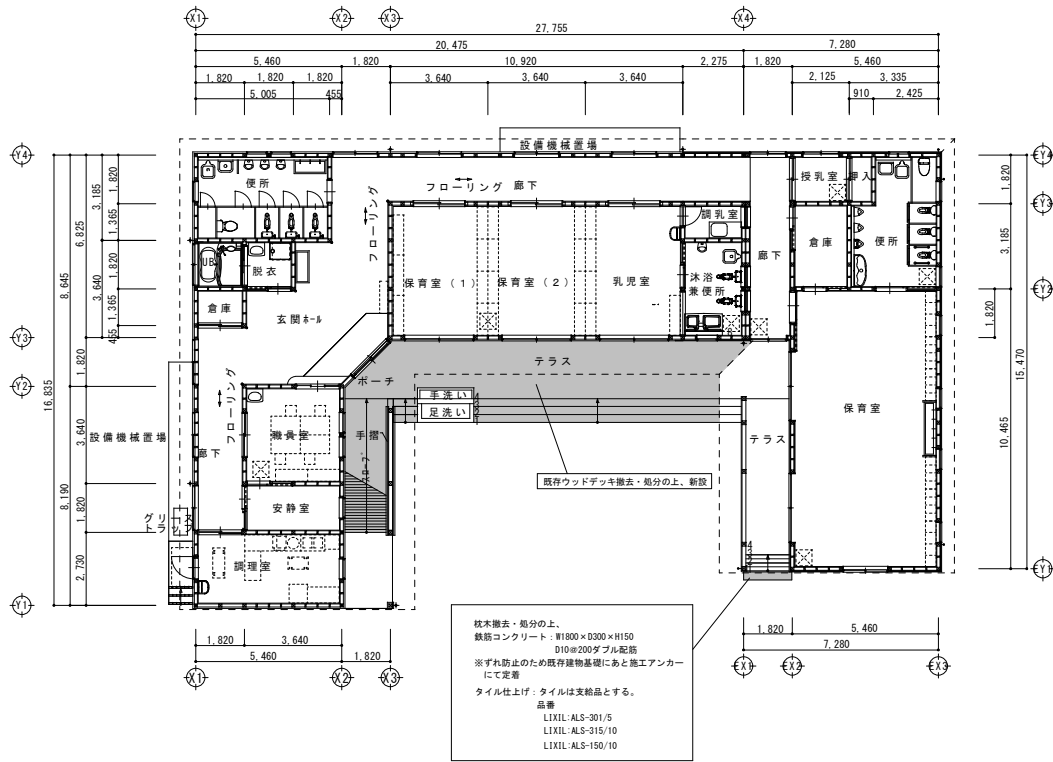 X1 X2 X3 X4
27,755
20,475 7,280
5,460 1,820 10,920 2,275 1,820 5,460
1,820 1,820 1,820 3,640 3,640 3,640 2,125 3,335
5,005 455 910 2,425
Y4
Y3
Y2
Y1
16,835
8,645
8,190
6,825
1,820
3,640
1,820
2,730
3,185
3,640
1,820
1,365
1,820
1,365
455
設備機械置場
便所
フローリング 廊下
フローリング
調乳室
授乳室
押入
UB
脱衣
倉庫
玄関ホール
保育室(1)
保育室(2)
乳児室
沐浴
兼便所
廊下
倉庫
便所
テラス
ポーチ
手洗い
足洗い
フローリング
職員室
手摺
スロープ
設備機械置場
廊下
保育室
テラス
既存ウッドデッキ撤去・処分の上、新設
安静室
グリース
トラップ
調理室
EY4
EY3
EY2
EY1
1,820
3,185
1,820
10,465
15,470
枕木撤去・処分の上、
鉄筋コンクリート:W1800×D300×H150
D10@200ダブル配筋
※ずれ防止のため既存建物基礎にあと施工アンカー
にて定着
タイル仕上げ:タイルは支給品とする。
品番
LIXIL:ALS-301/5
LIXIL:ALS-315/10
LIXIL:ALS-150/10
1,820 3,640
5,460 1,820
X1 X2 X3
1,820 5,460
7,280
EX1 EX2 EX3